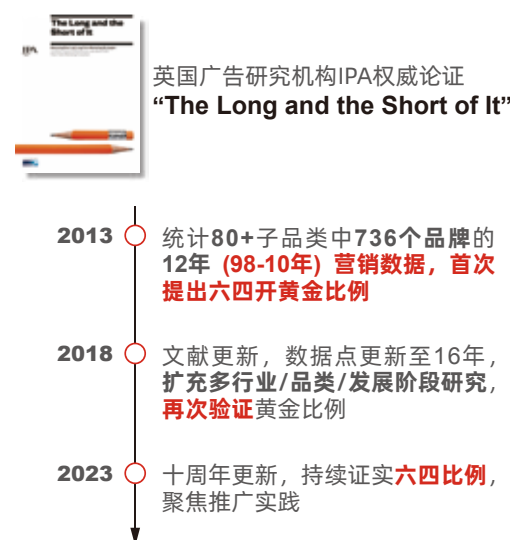 The Long and the
Short of It
IPA
英国广告研究机构IPA权威论证
“The Long and the Short of It”
2013
统计80+子品类中736个品牌的
12年 (98-10年) 营销数据，首次
提出六四开黄金比例
2018
文献更新，数据点更新至16年，
扩充多行业/品类/发展阶段研究，
再次验证黄金比例
2023
十周年更新，持续证实六四比例，
聚焦推广实践